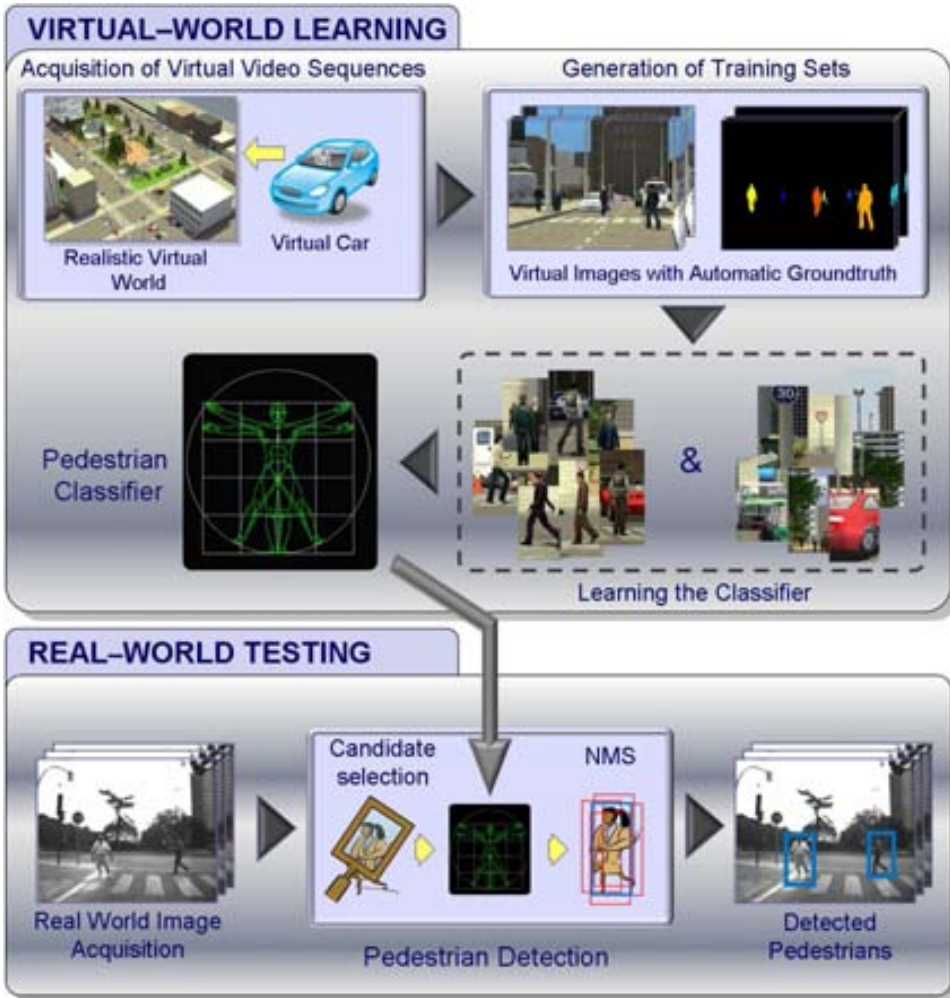 VIRTUAL–WORLD LEARNING
Acquisition of Virtual Video Sequences
Realistic Virtual
World
Virtual Car
Generation of Training Sets
Virtual Images with Automatic Groundtruth
30
&
Learning the Classifier
Pedestrian
Classifier
REAL–WORLD TESTING
Real World Image
Acquisition
Candidate
selection
NMS
Pedestrian Detection
Detected
Pedestrians